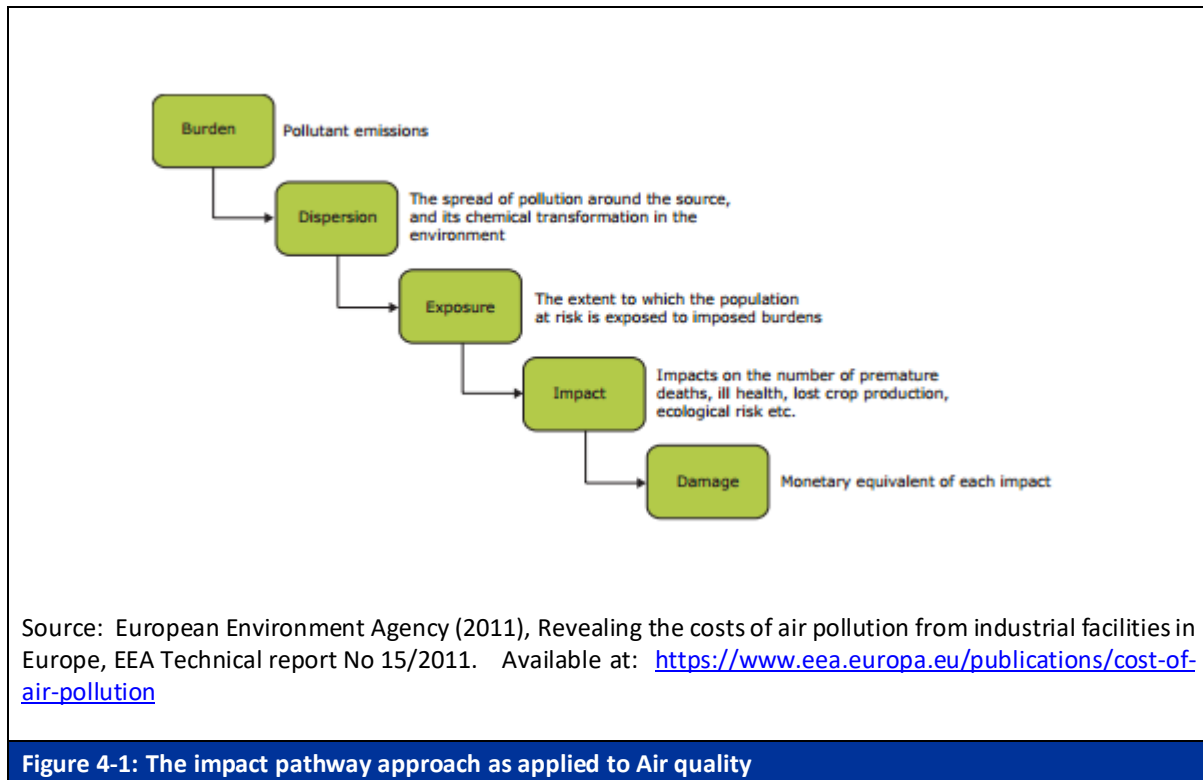 Burden
Pollutant emissions
Dispersion
The spread of pollution around the source,
and its chemical transformation in the
environment
Exposure
The extent to which the population
at risk is exposed to imposed burdens
Impact
Impacts on the number of premature
deaths, ill health, lost crop production,
ecological risk etc.
Damage
Monetary equivalent of each impact
Source: European Environment Agency (2011), Revealing the costs of air pollution from industrial facilities in
Europe, EEA Technical report No 15/2011. Available at: https://www.eea.europa.eu/publications/cost-of-
air-pollution
Figure 4-1: The impact pathway approach as applied to Air quality